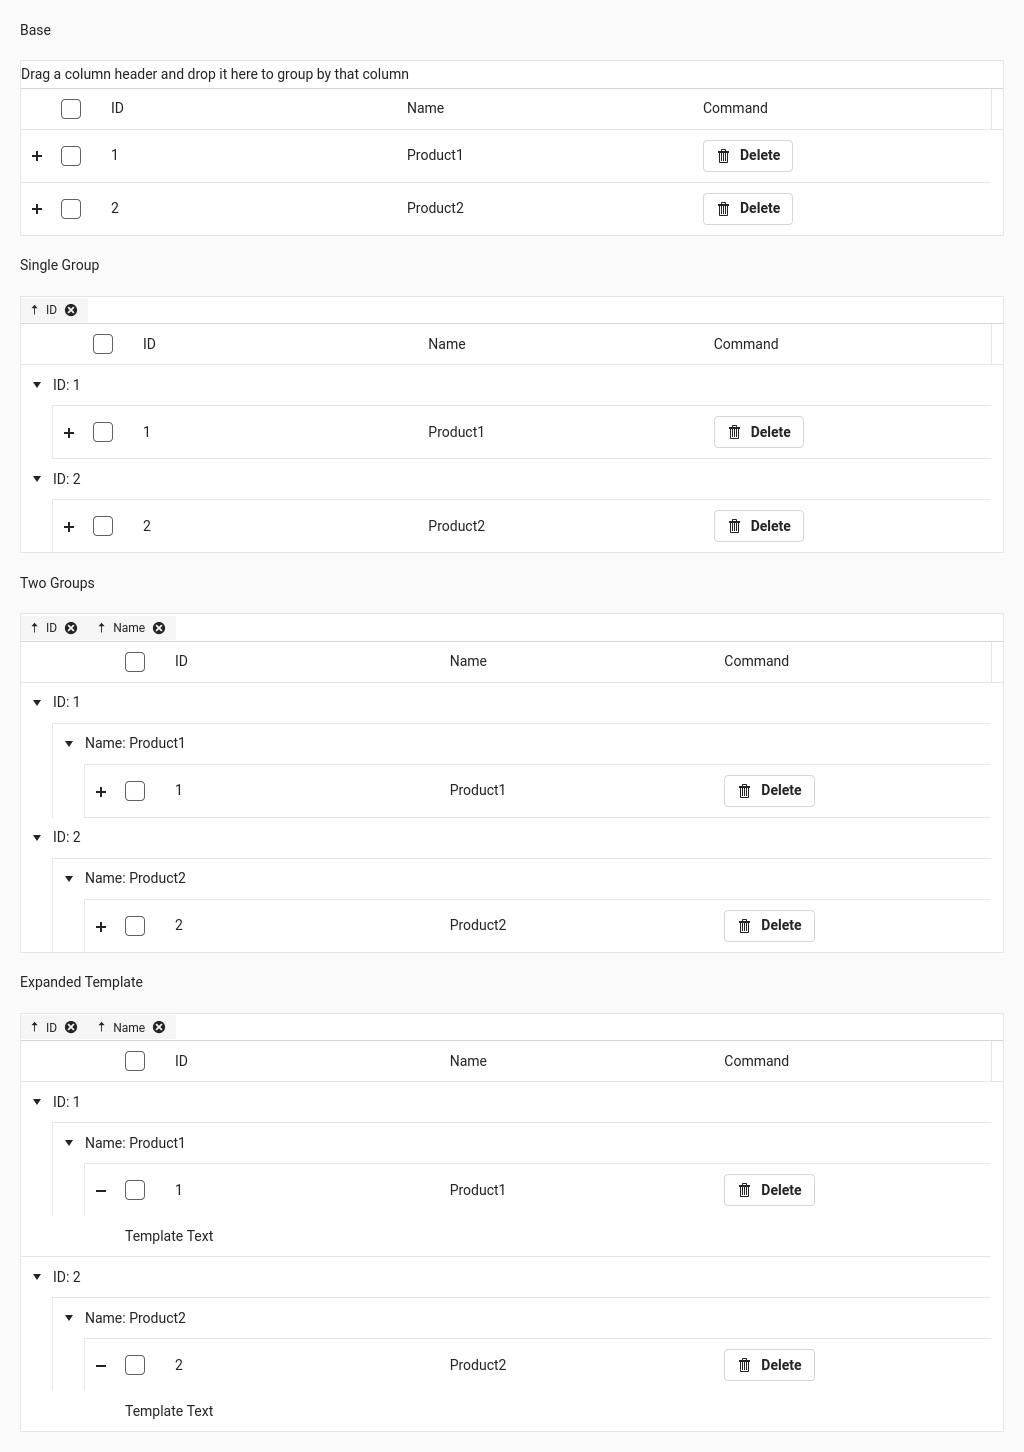 Base
Drag a column header and drop it here to group by that column
ID Name Command
1 Product1 Delete
2 Product2 Delete
Single Group
ID
ID Name Command
ID: 1
1 Product1 Delete
ID: 2
2 Product2 Delete
Two Groups
ID Name
ID Name Command
ID: 1
Name: Product1
1 Product1 Delete
ID: 2
Name: Product2
2 Product2 Delete
Expanded Template
ID Name
ID Name Command
ID: 1
Name: Product1
1 Product1 Delete
Template Text
ID: 2
Name: Product2
2 Product2 Delete
Template Text